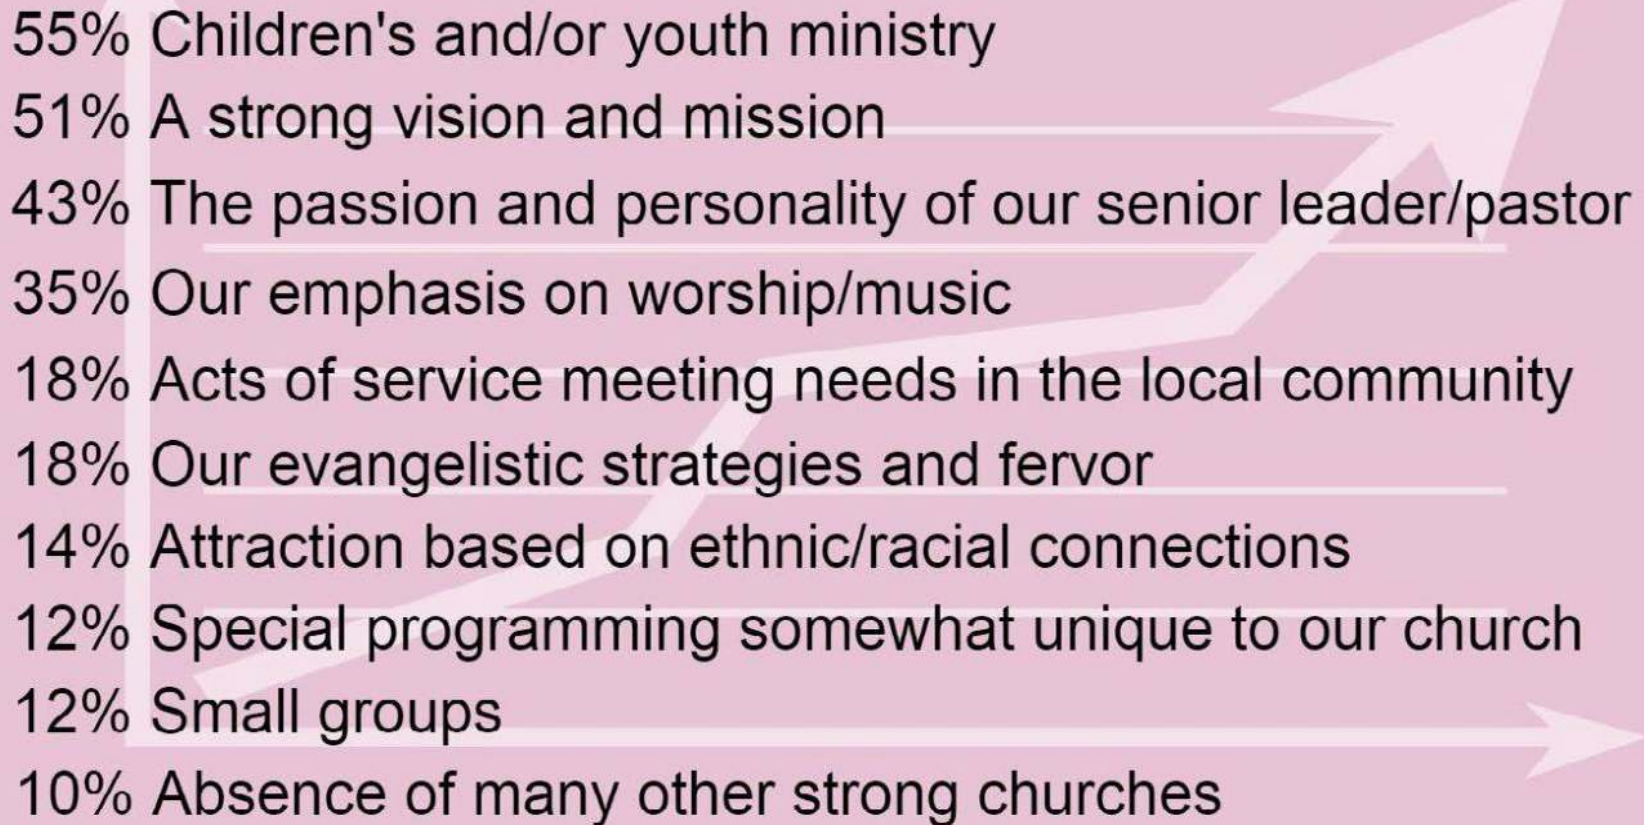 55% Children's and/or youth ministry
51% A strong vision and mission
43% The passion and personality of our senior leader/pastor
35% Our emphasis on worship/music
18% Acts of service meeting needs in the local community
18% Our evangelistic strategies and fervor
14% Attraction based on ethnic/racial connections
12% Special programming somewhat unique to our church
12% Small groups
10% Absence of many other strong churches